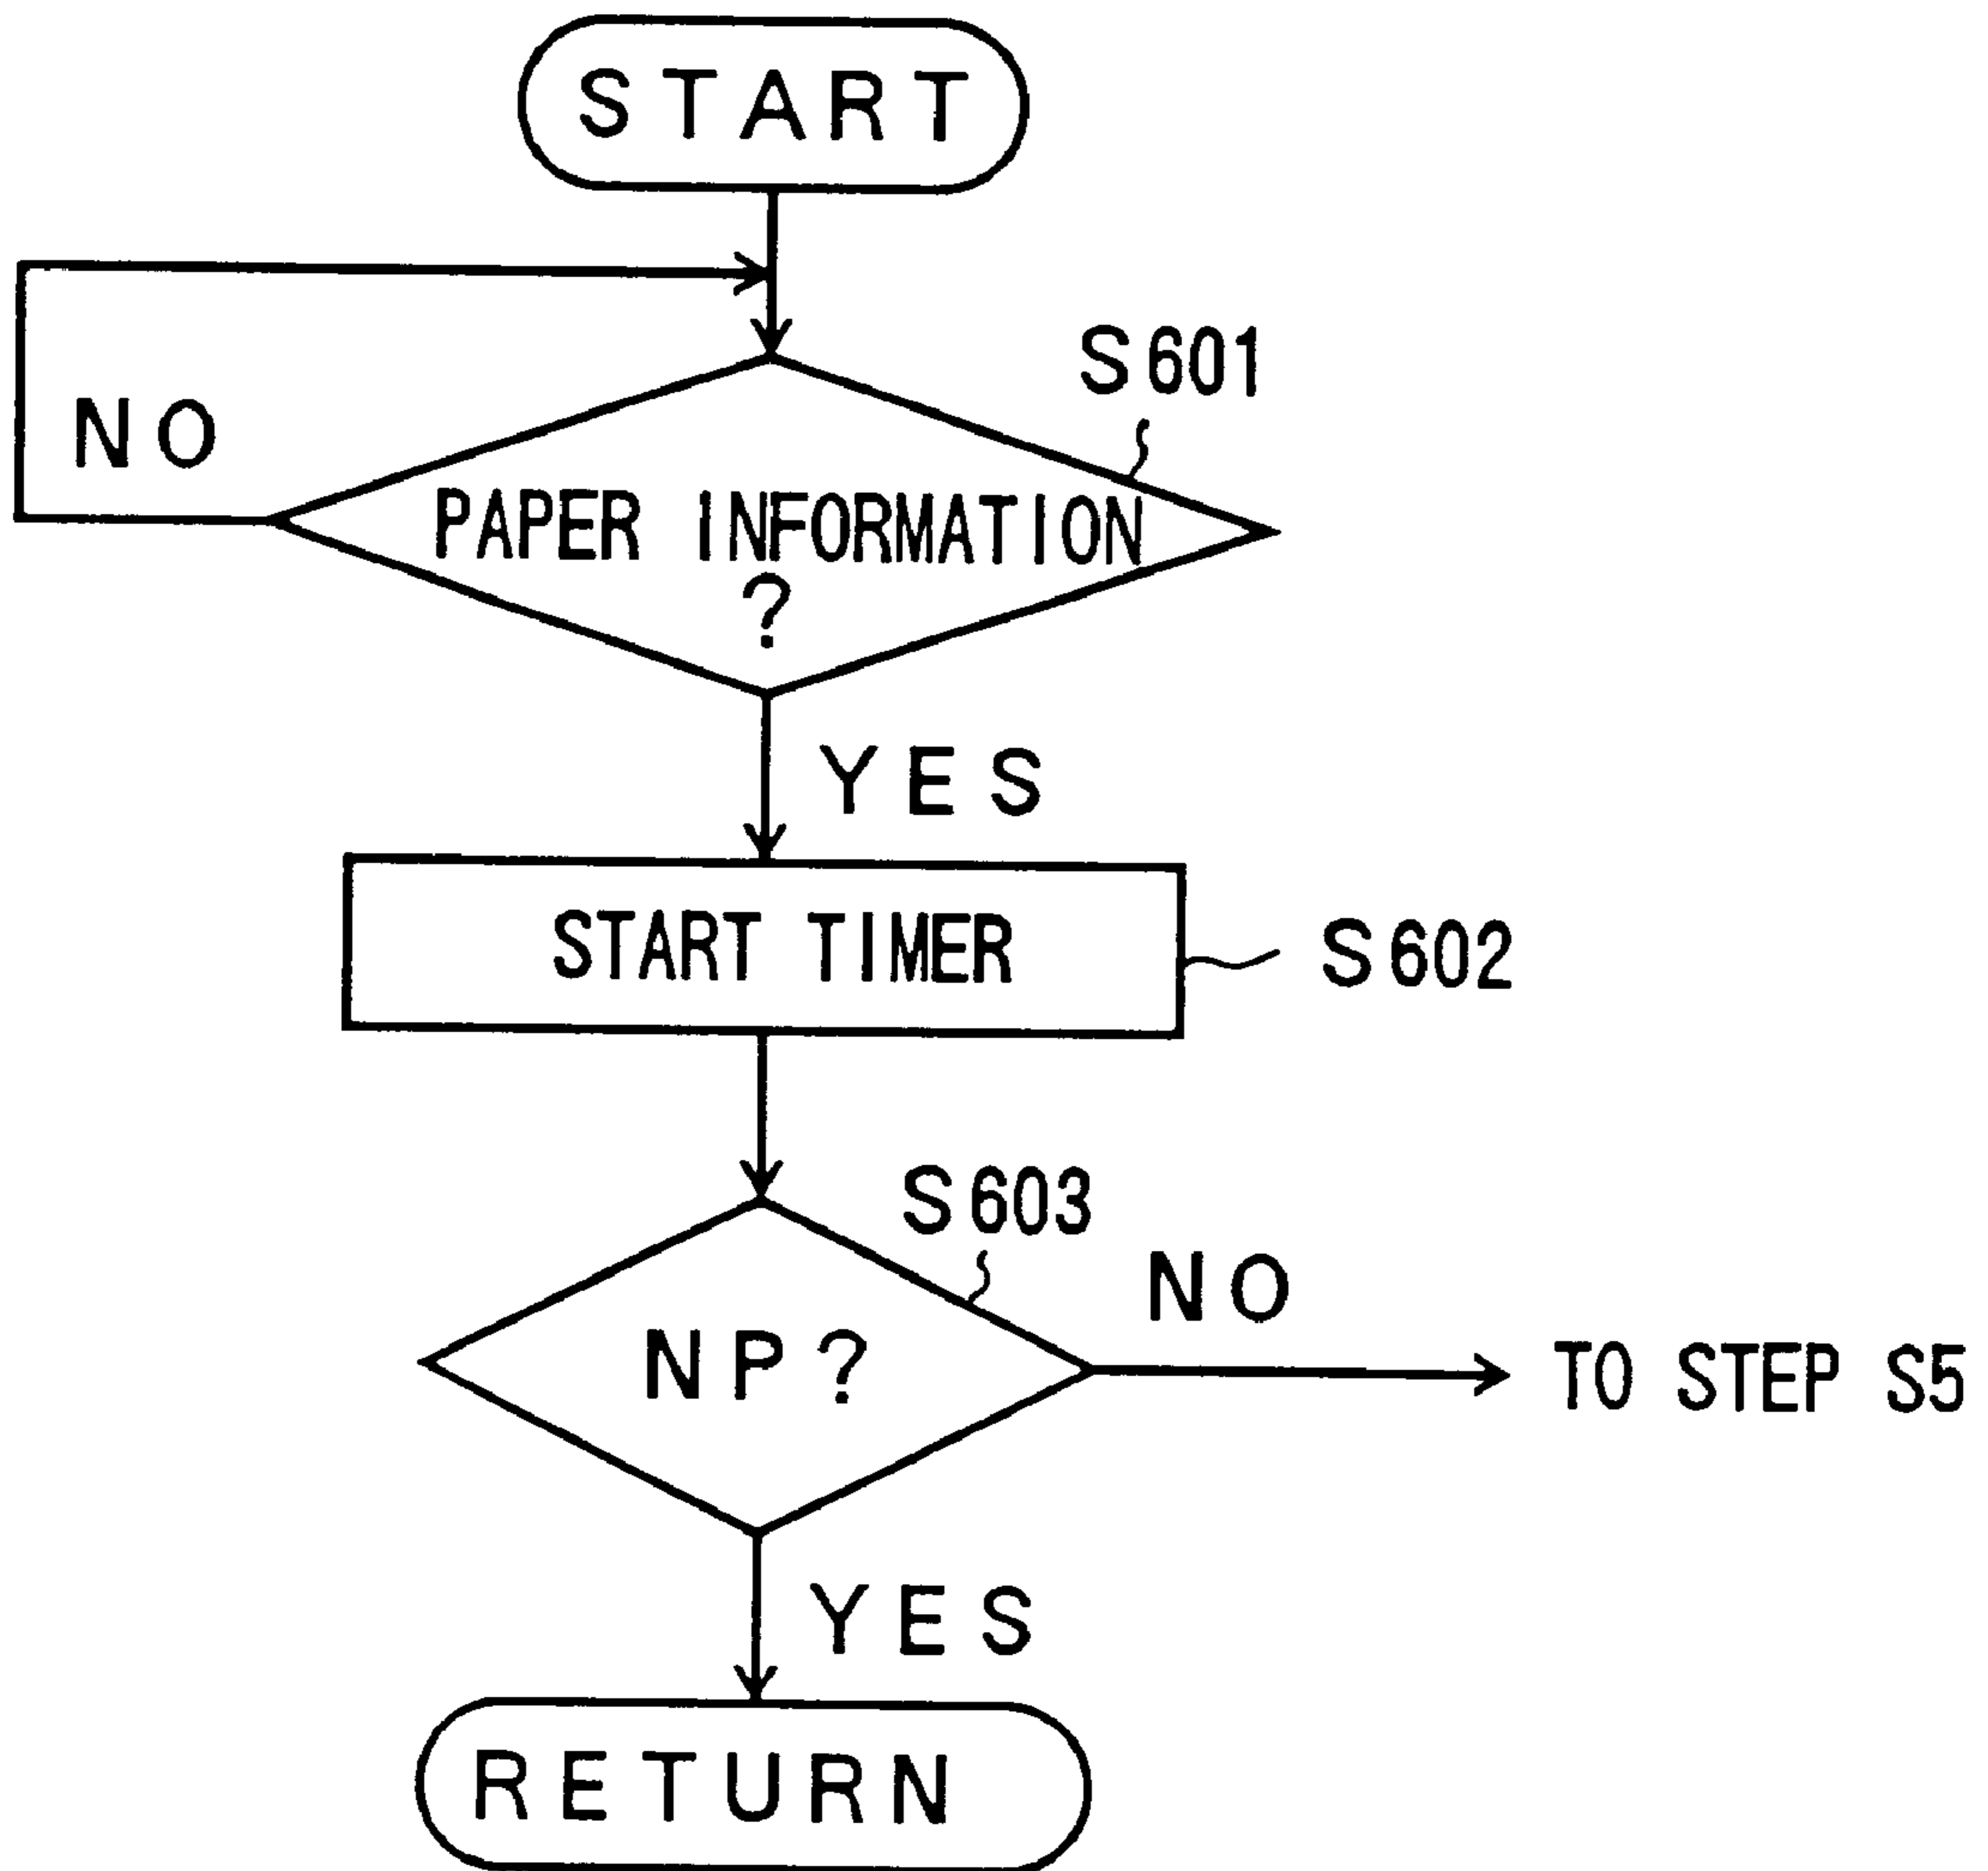 START
S601
NO
PAPER INFORMATION
?
YES
START TIMER
S602
S603
NO
NP?
TO STEP S5
YES
RETURN